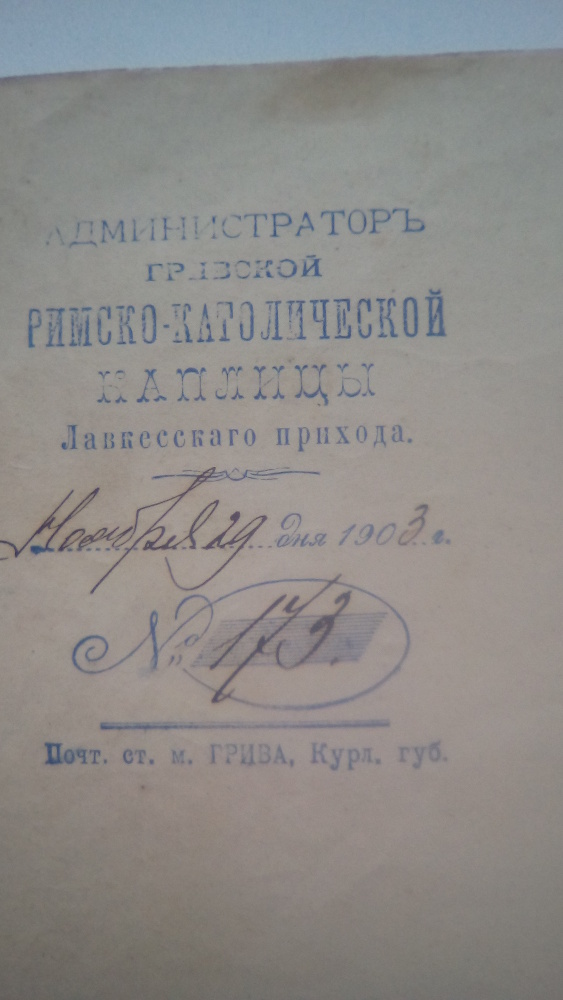 АДМИНИСТРАТОРЪ
ГРИВСКОЙ
РИМСКО-КАТОЛИЧЕСКОЙ
КАПЛИЦЫ
Лавкесскаго прихода.
Ноября 29 дня 1903 г.
№ 173.
Почт. ст. м. ГРИВА, Курл. губ.